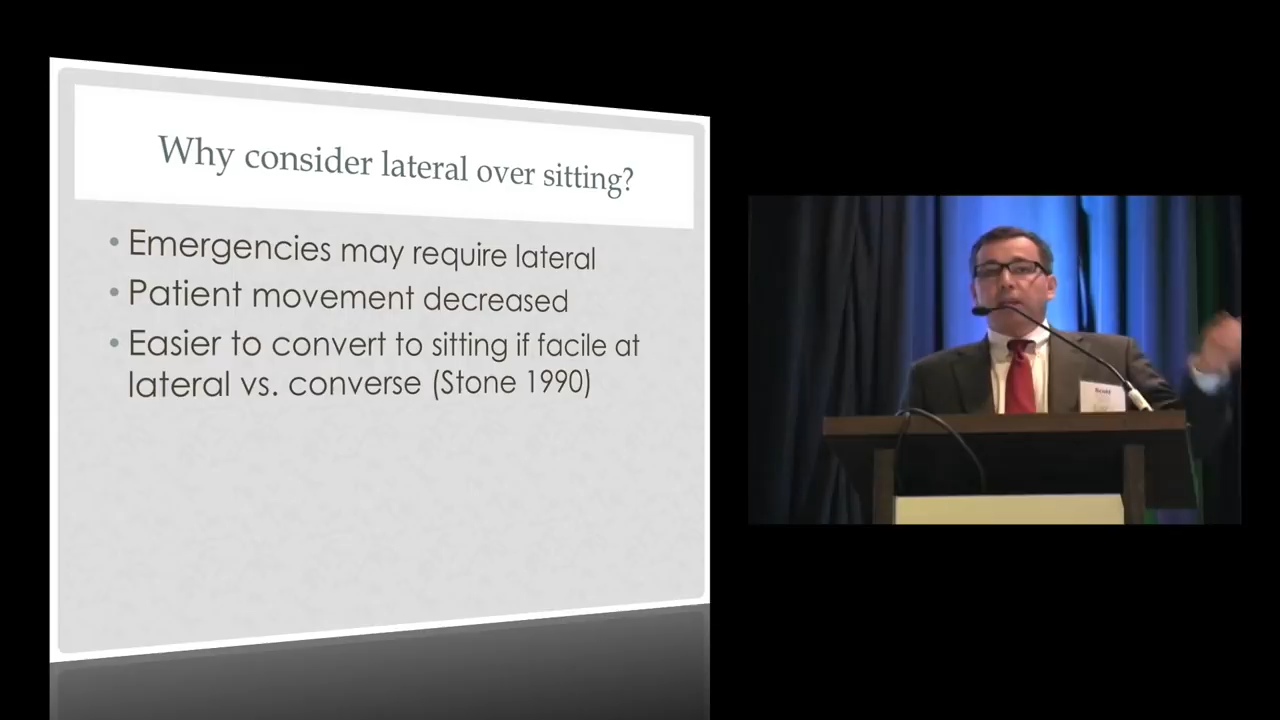 Why consider lateral over sitting?
• Emergencies may require lateral
• Patient movement decreased
• Easier to convert to sitting if facile at
lateral vs. converse (Stone 1990)